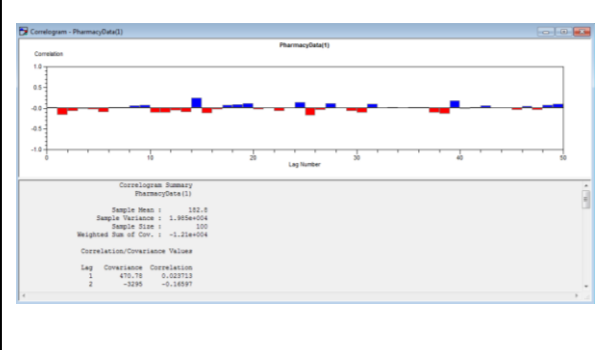 Correlogram - PharmacyData(1)
PharmacyData(1)
Correlation
1.0
0.5
-0.0
-0.5
-1.0
0 10 20 30 40 50
Lag Number
Correlogram Summary
PharmacyData(1)
Sample Mean : 182.8
Sample Variance : 1.985e+004
Sample Size : 100
Weighted Sum of Cov. : -1.21e+004
Correlation/Covariance Values
Lag Covariance Correlation
1 470.78 0.023713
2 -3295 -0.16597